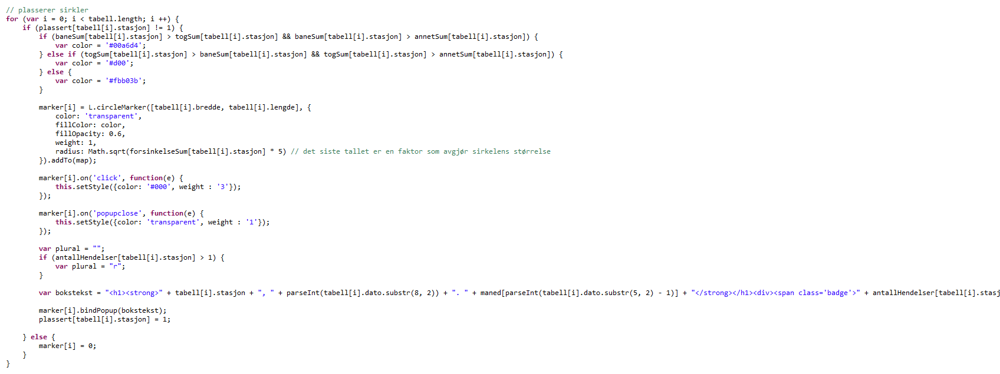 // plasserer sirkler
for (var i = 0; i < tabell.length; i ++) {
if (plassert[tabell[i].stasjon] != 1) {
if (baneSum[tabell[i].stasjon] > togSum[tabell[i].stasjon] && baneSum[tabell[i].stasjon] > annetSum[tabell[i].stasjon]) {
var color = '#00a6d4';
} else if (togSum[tabell[i].stasjon] > baneSum[tabell[i].stasjon] && togSum[tabell[i].stasjon] > annetSum[tabell[i].stasjon]) {
var color = '#d00';
} else {
var color = '#fbb03b';
}
marker[i] = L.circleMarker([tabell[i].bredde, tabell[i].lengde], {
color: 'transparent',
fillColor: color,
fillOpacity: 0.6,
weight: 1,
radius: Math.sqrt(forsinkelseSum[tabell[i].stasjon] * 5) // det siste tallet er en faktor som avgjør sirkelens størrelse
}).addTo(map);
marker[i].on('click', function(e) {
this.setStyle({color: '#000', weight : '3'});
});
marker[i].on('popupclose', function(e) {
this.setStyle({color: 'transparent', weight : '1'});
});
var plural = "";
if (antallHendelser[tabell[i].stasjon] > 1) {
var plural = "r";
}
var bokstekst = "<h1><strong>" + tabell[i].stasjon + ", " + parseInt(tabell[i].dato.substr(8, 2)) + ". " + maned[parseInt(tabell[i].dato.substr(5, 2) - 1)] + "</strong></h1><div><span class='badge'>" + antallHendelser[tabell[i].stasj
marker[i].bindPopup(bokstekst);
plassert[tabell[i].stasjon] = 1;
} else {
marker[i] = 0;
}
}